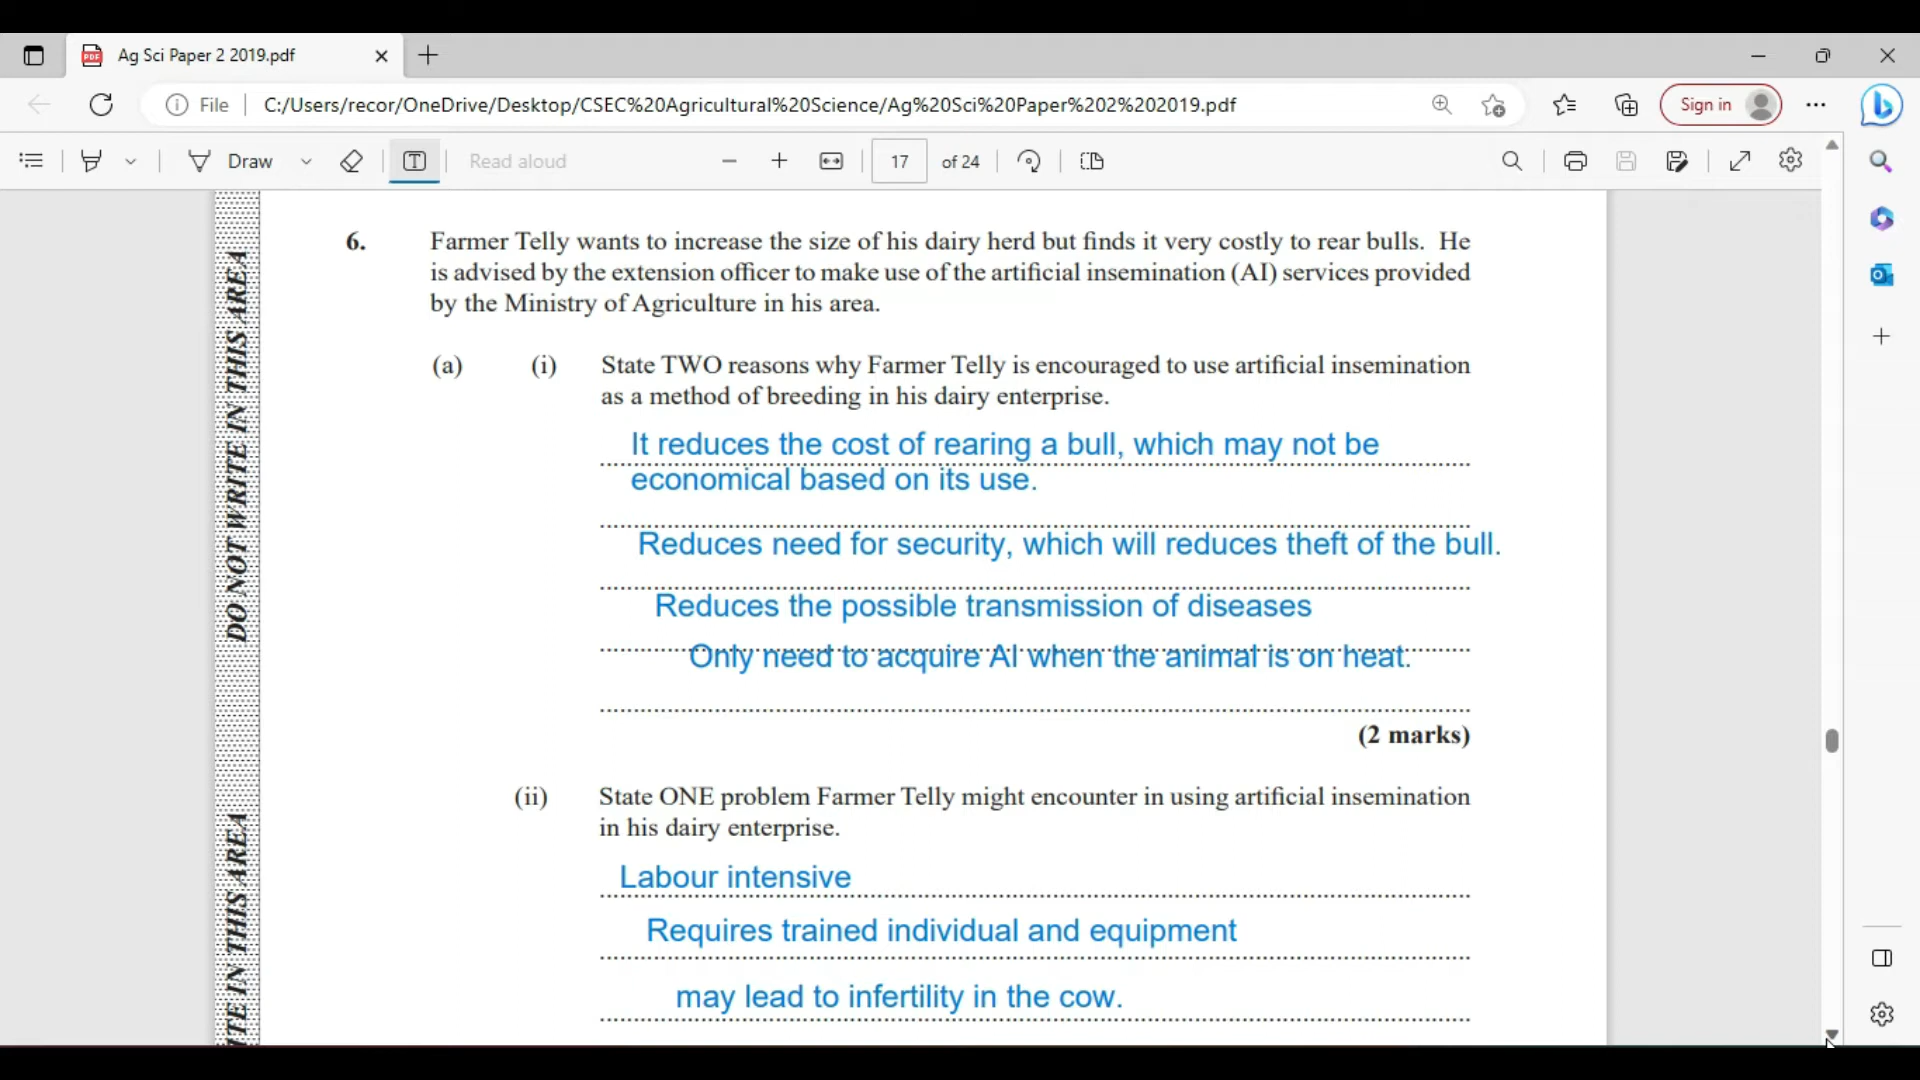 Ag Sci Paper 2 2019.pdf
File C:/Users/recor/OneDrive/Desktop/CSEC%20Agricultural%20Science/Ag%20Sci%20Paper%202%202019.pdf Sign in
Draw Read aloud 17 of 24
6. Farmer Telly wants to increase the size of his dairy herd but finds it very costly to rear bulls. He
is advised by the extension officer to make use of the artificial insemination (AI) services provided
by the Ministry of Agriculture in his area.
(a) (i) State TWO reasons why Farmer Telly is encouraged to use artificial insemination
as a method of breeding in his dairy enterprise.
It reduces the cost of rearing a bull, which may not be
economical based on its use.
Reduces need for security, which will reduces theft of the bull.
Reduces the possible transmission of diseases
Only need to acquire AI when the animal is on heat.
(2 marks)
(ii) State ONE problem Farmer Telly might encounter in using artificial insemination
in his dairy enterprise.
Labour intensive
Requires trained individual and equipment
may lead to infertility in the cow.
DO NOT WRITE IN THIS AREA
TE IN THIS AREA